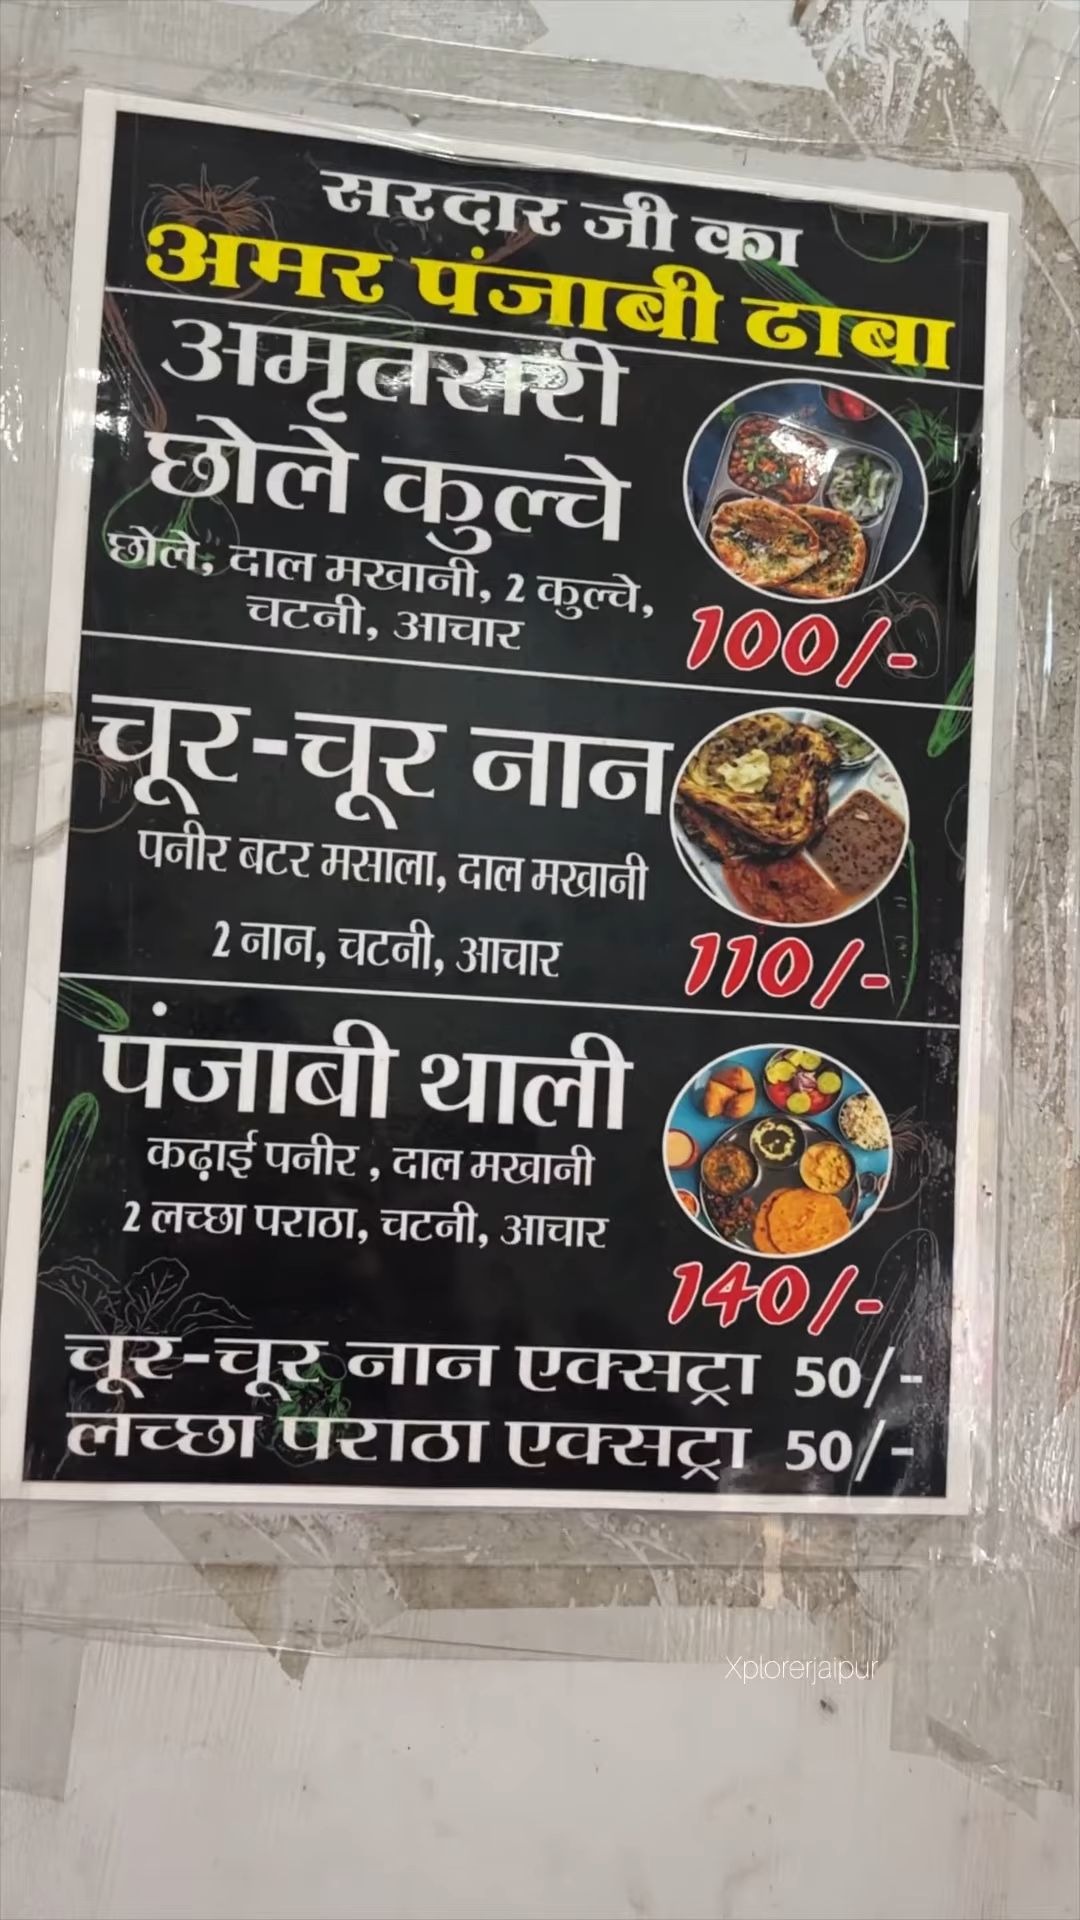 सरदार जी का
अमर पंजाबी ढाबा
अमृतसरी
छोले कुल्चे
छोले, दाल मखानी, 2 कुल्चे,
चटनी, आचार
100/-
चूर-चूर नान
पनीर बटर मसाला, दाल मखानी
2 नान, चटनी, आचार
110/-
पंजाबी थाली
कढ़ाई पनीर , दाल मखानी
2 लच्छा पराठा, चटनी, आचार
140/-
चूर-चूर नान एक्सट्रा 50/-
लच्छा पराठा एक्सट्रा 50/-
Xplorerjaipur